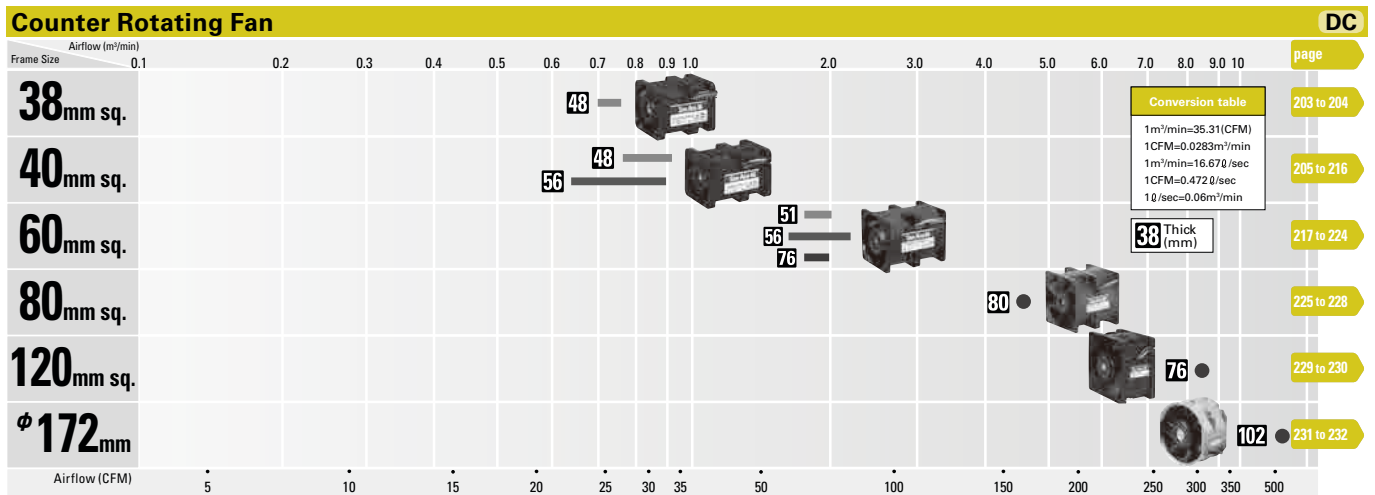 Counter Rotating Fan DC
Airflow (m³/min)
Frame Size
0.1 0.2 0.3 0.4 0.5 0.6 0.7 0.8 0.9 1.0 2.0 3.0 4.0 5.0 6.0 7.0 8.0 9.0 10
page
38mm sq.
48
203 to 204
40mm sq.
48
56
205 to 216
60mm sq.
51
56
76
217 to 224
80mm sq.
80
225 to 228
120mm sq.
76
229 to 230
φ172mm
102
231 to 232
Conversion table
1m³/min=35.31(CFM)
1CFM=0.0283m³/min
1m³/min=16.67ℓ/sec
1CFM=0.472ℓ/sec
1ℓ/sec=0.06m³/min
38 Thick
(mm)
Airflow (CFM)
5 10 15 20 25 30 35 50 100 150 200 250 300 350 500